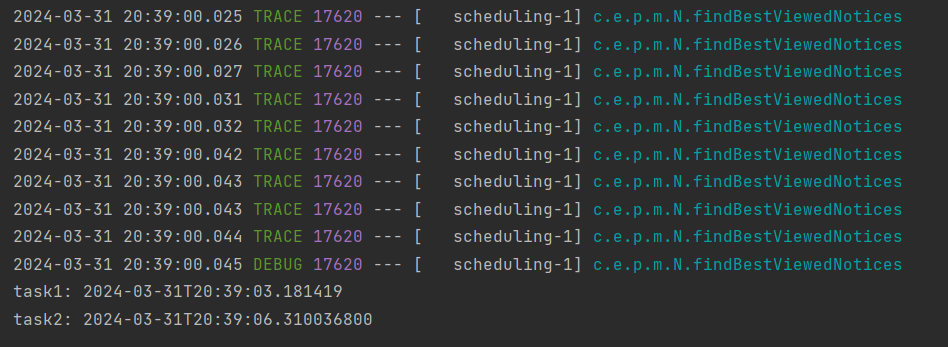 2024-03-31 20:39:00.025 TRACE 17620 --- [   scheduling-1] c.e.p.m.N.findBestViewedNotices
2024-03-31 20:39:00.026 TRACE 17620 --- [   scheduling-1] c.e.p.m.N.findBestViewedNotices
2024-03-31 20:39:00.027 TRACE 17620 --- [   scheduling-1] c.e.p.m.N.findBestViewedNotices
2024-03-31 20:39:00.031 TRACE 17620 --- [   scheduling-1] c.e.p.m.N.findBestViewedNotices
2024-03-31 20:39:00.032 TRACE 17620 --- [   scheduling-1] c.e.p.m.N.findBestViewedNotices
2024-03-31 20:39:00.042 TRACE 17620 --- [   scheduling-1] c.e.p.m.N.findBestViewedNotices
2024-03-31 20:39:00.043 TRACE 17620 --- [   scheduling-1] c.e.p.m.N.findBestViewedNotices
2024-03-31 20:39:00.043 TRACE 17620 --- [   scheduling-1] c.e.p.m.N.findBestViewedNotices
2024-03-31 20:39:00.044 TRACE 17620 --- [   scheduling-1] c.e.p.m.N.findBestViewedNotices
2024-03-31 20:39:00.045 DEBUG 17620 --- [   scheduling-1] c.e.p.m.N.findBestViewedNotices
task1: 2024-03-31T20:39:03.181419
task2: 2024-03-31T20:39:06.310036800